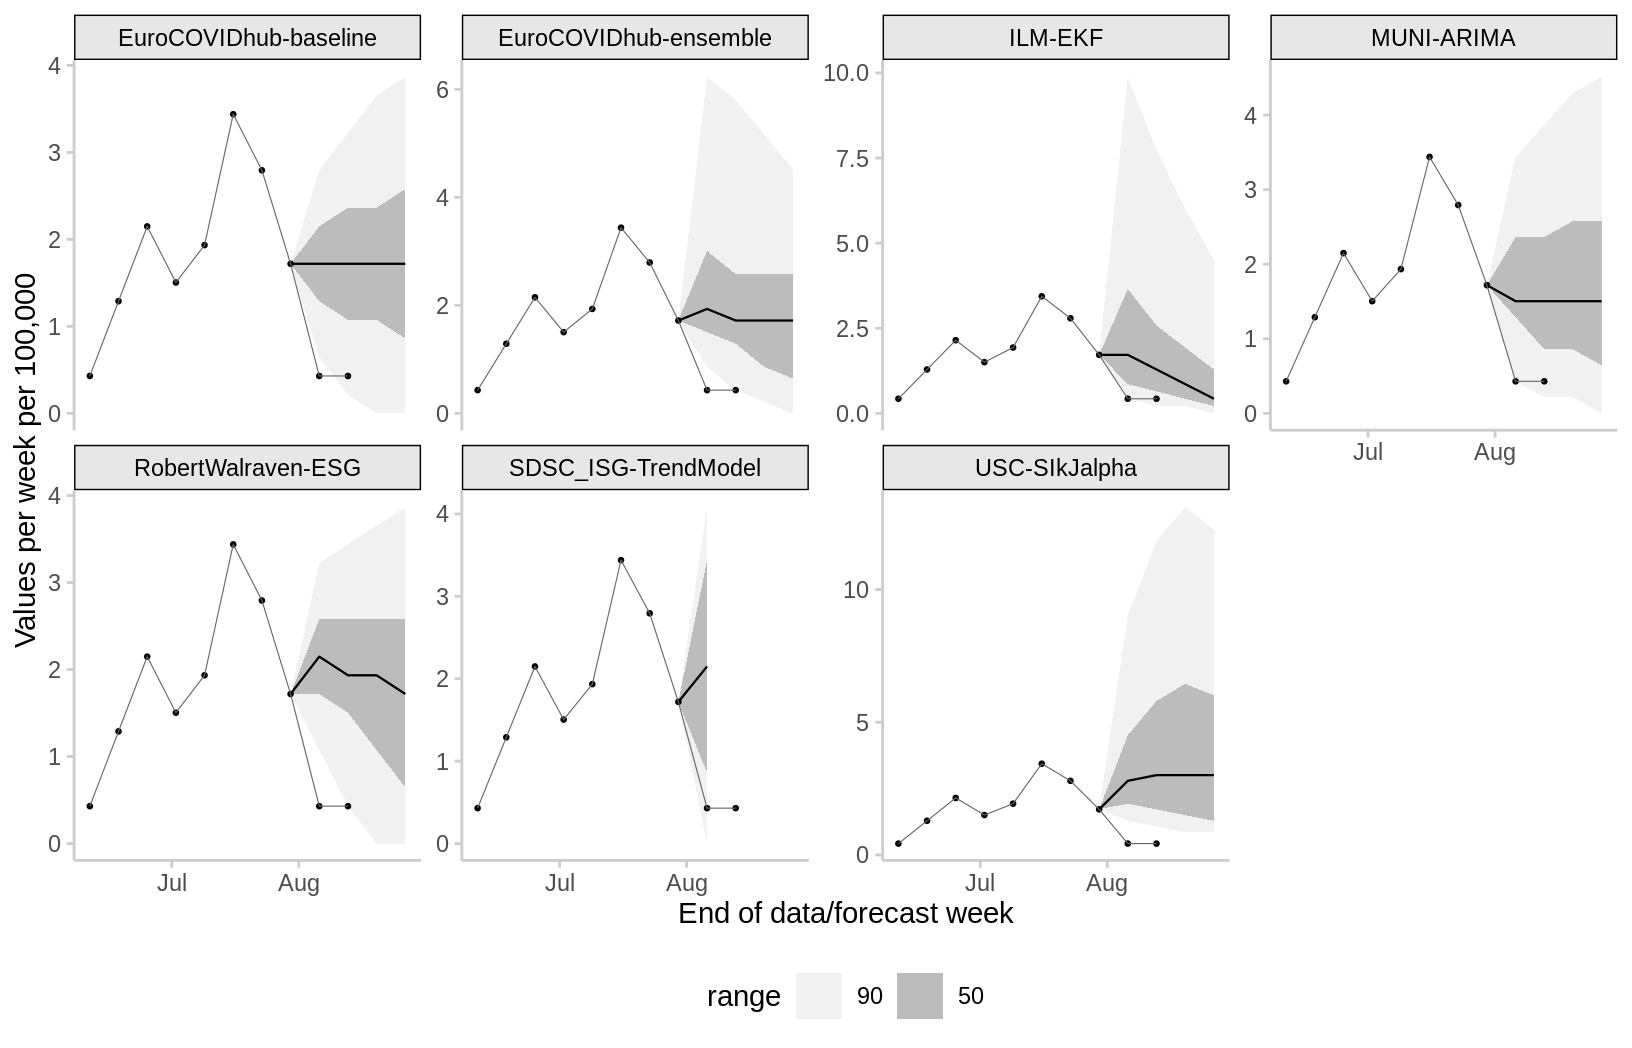 EuroCOVIDhub-baseline
EuroCOVIDhub-ensemble
ILM-EKF
MUNI-ARIMA
4
3
2
1
0
6
4
2
0
10.0
7.5
5.0
2.5
0.0
4
3
2
1
0
Jul Aug
RobertWalraven-ESG
SDSC_ISG-TrendModel
USC-SIkJalpha
4
3
2
1
0
4
3
2
1
0
10
5
0
Jul Aug
Jul Aug
Jul Aug
Values per week per 100,000
End of data/forecast week
range 90 50